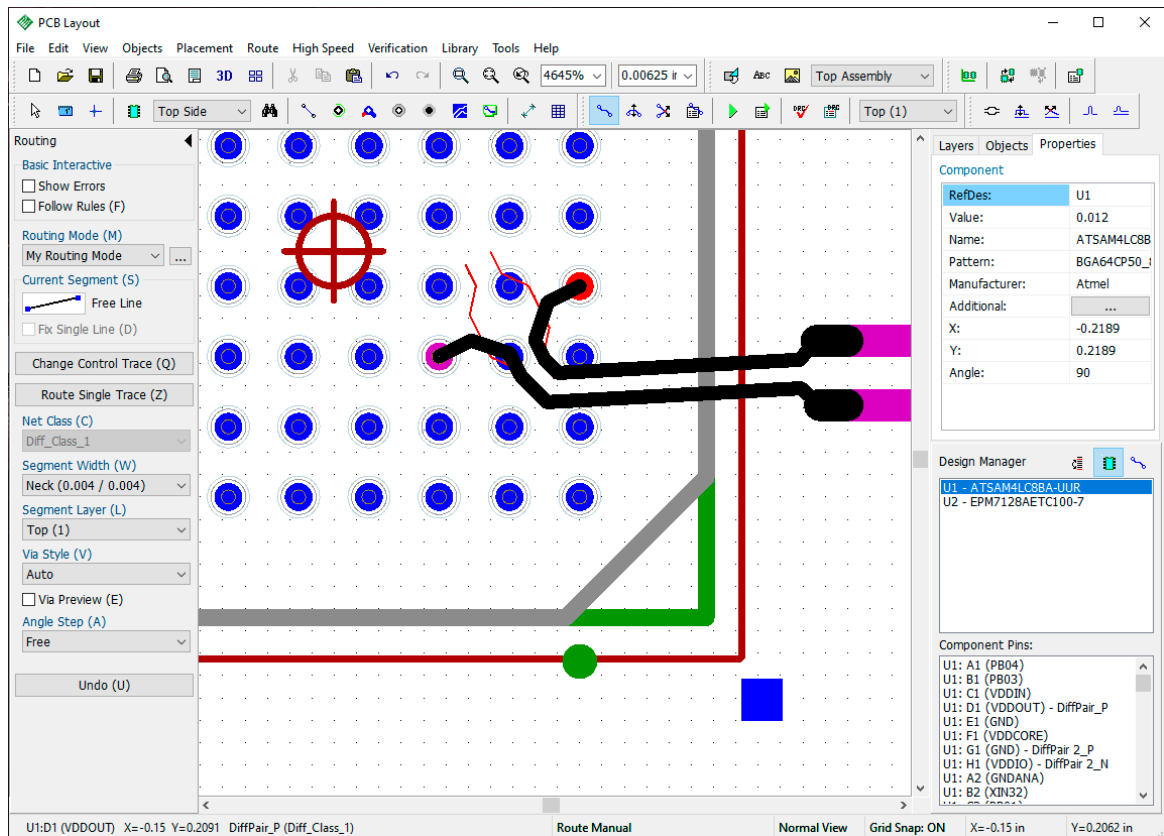 PCB Layout
File Edit View Objects Placement Route High Speed Verification Library Tools Help
3D 4645% 0.00625 ir ABC Top Assembly
Top Side DRC Top (1)
Routing
Basic Interactive
Show Errors
Follow Rules (F)
Routing Mode (M)
My Routing Mode ...
Current Segment (S)
Free Line
Fix Single Line (D)
Change Control Trace (Q)
Route Single Trace (Z)
Net Class (C)
Diff_Class_1
Segment Width (W)
Neck (0.004 / 0.004)
Segment Layer (L)
Top (1)
Via Style (V)
Auto
Via Preview (E)
Angle Step (A)
Free
Undo (U)
Layers Objects Properties
Component
RefDes: U1
Value: 0.012
Name: ATSAM4LC8B
Pattern: BGA64CP50_
Manufacturer: Atmel
Additional: ...
X: -0.2189
Y: 0.2189
Angle: 90
Design Manager
U1 - ATSAM4LC8BA-UUR
U2 - EPM7128AETC100-7
Component Pins:
U1: A1 (PB04)
U1: B1 (PB03)
U1: C1 (VDDIN)
U1: D1 (VDDOUT) - DiffPair_P
U1: E1 (GND)
U1: F1 (VDDCORE)
U1: G1 (GND) - DiffPair 2_P
U1: H1 (VDDIO) - DiffPair 2_N
U1: A2 (GNDANA)
U1: B2 (XIN32)
U1:D1 (VDDOUT) X=-0.15 Y=0.2091 DiffPair_P (Diff_Class_1) Route Manual Normal View Grid Snap: ON X=-0.15 in Y=0.2062 in